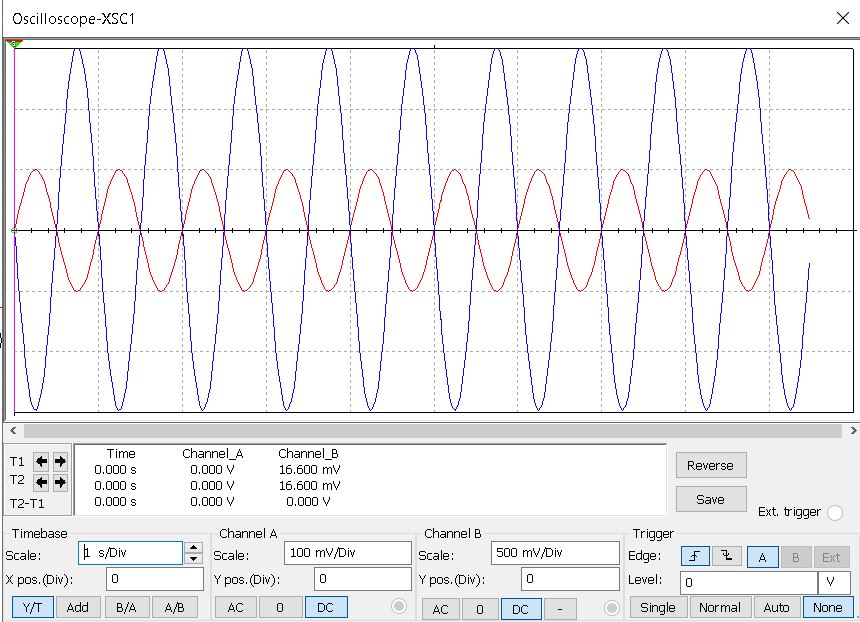 Oscilloscope-XSC1
Time Channel_A Channel_B
T1 0.000 s 0.000 V 16.600 mV
T2 0.000 s 0.000 V 16.600 mV
T2-T1 0.000 s 0.000 V 0.000 V
Reverse
Save
Ext. trigger
Timebase
Scale: 1 s/Div
X pos.(Div): 0
Y/T Add B/A A/B
Channel A
Scale: 100 mV/Div
Y pos.(Div): 0
AC 0 DC
Channel B
Scale: 500 mV/Div
Y pos.(Div): 0
AC 0 DC -
Trigger
Edge: A B Ext
Level: 0 V
Single Normal Auto None